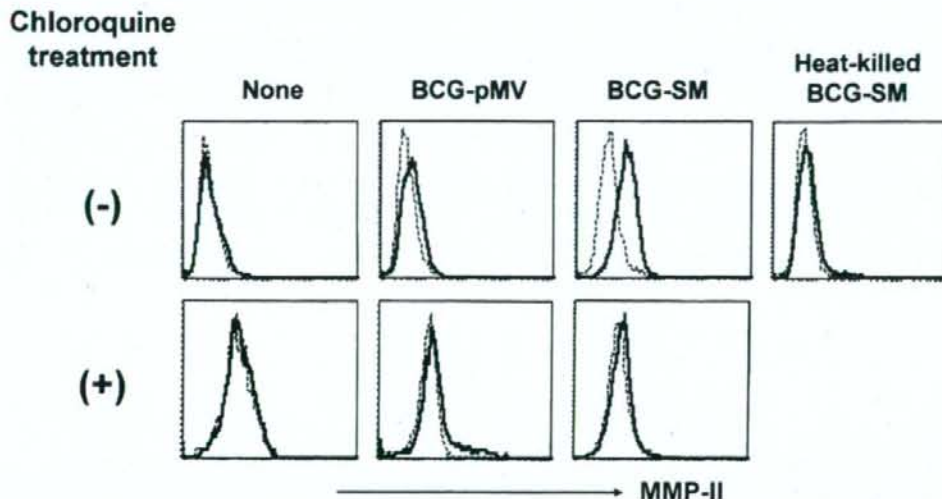 Chloroquine
treatment
None
BCG-pMV
BCG-SM
Heat-killed
BCG-SM
(-)
(+)
MMP-II